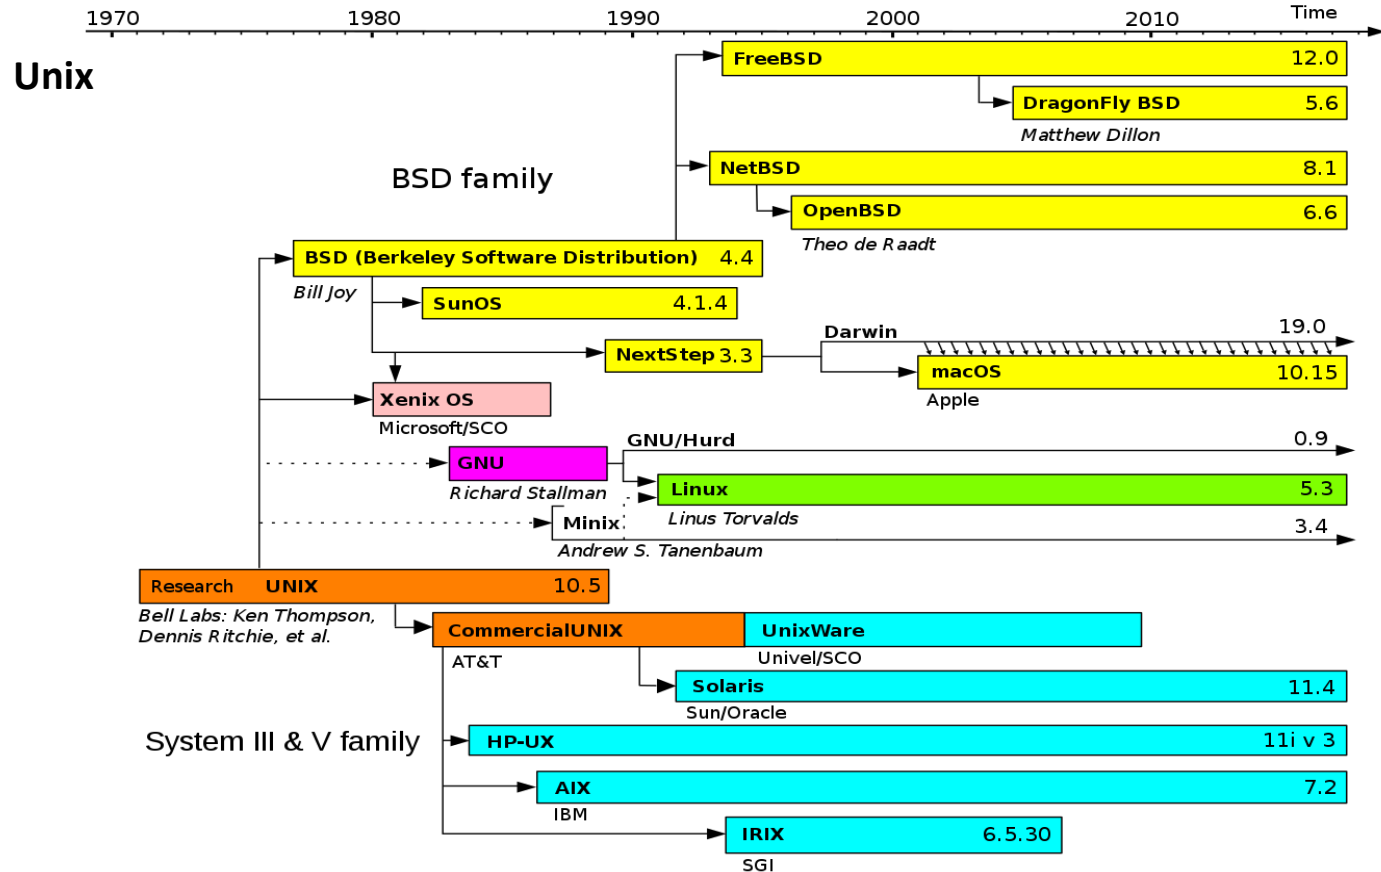 1970 1980 1990 2000 2010 Time
Unix
FreeBSD 12.0
DragonFly BSD 5.6
Matthew Dillon
BSD family
NetBSD 8.1
OpenBSD 6.6
Theo de Raadt
BSD (Berkeley Software Distribution) 4.4
Bill Joy
SunOS 4.1.4
Darwin 19.0
NextStep 3.3
macOS 10.15
Apple
Xenix OS
Microsoft/SCO
GNU/Hurd 0.9
GNU
Richard Stallman
Linux 5.3
Linus Torvalds
Minix 3.4
Andrew S. Tanenbaum
Research UNIX 10.5
Bell Labs: Ken Thompson,
Dennis Ritchie, et al.
CommercialUNIX
AT&T
UnixWare
Univel/SCO
Solaris 11.4
Sun/Oracle
System III & V family
HP-UX 11i v 3
AIX 7.2
IBM
IRIX 6.5.30
SGI